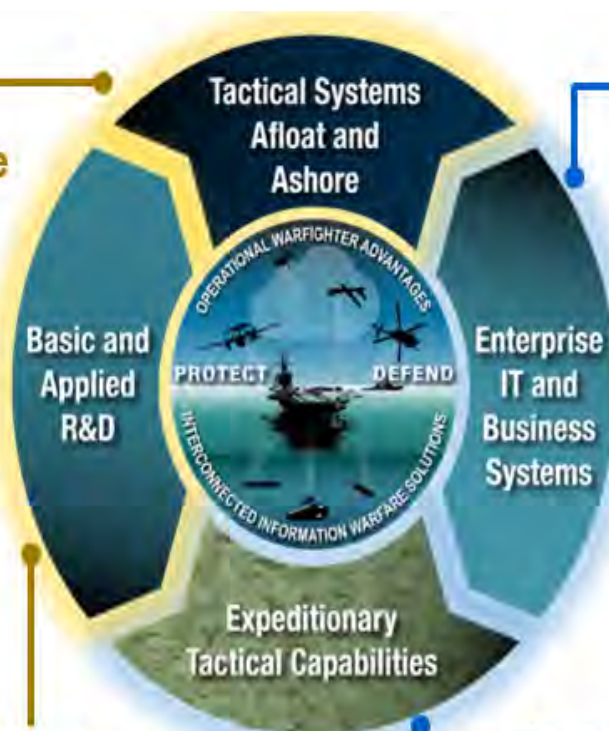 Tactical Systems
Afloat and
Ashore
e
OPERATIONAL WARFIGHTER ADVANTAGES
Basic and
Applied
R&D
PROTECT
DEFEND
Enterprise
IT and
Business
Systems
INTERCONNECTED INFORMATION WARFARE SOLUTIONS
Expeditionary
Tactical Capabilities